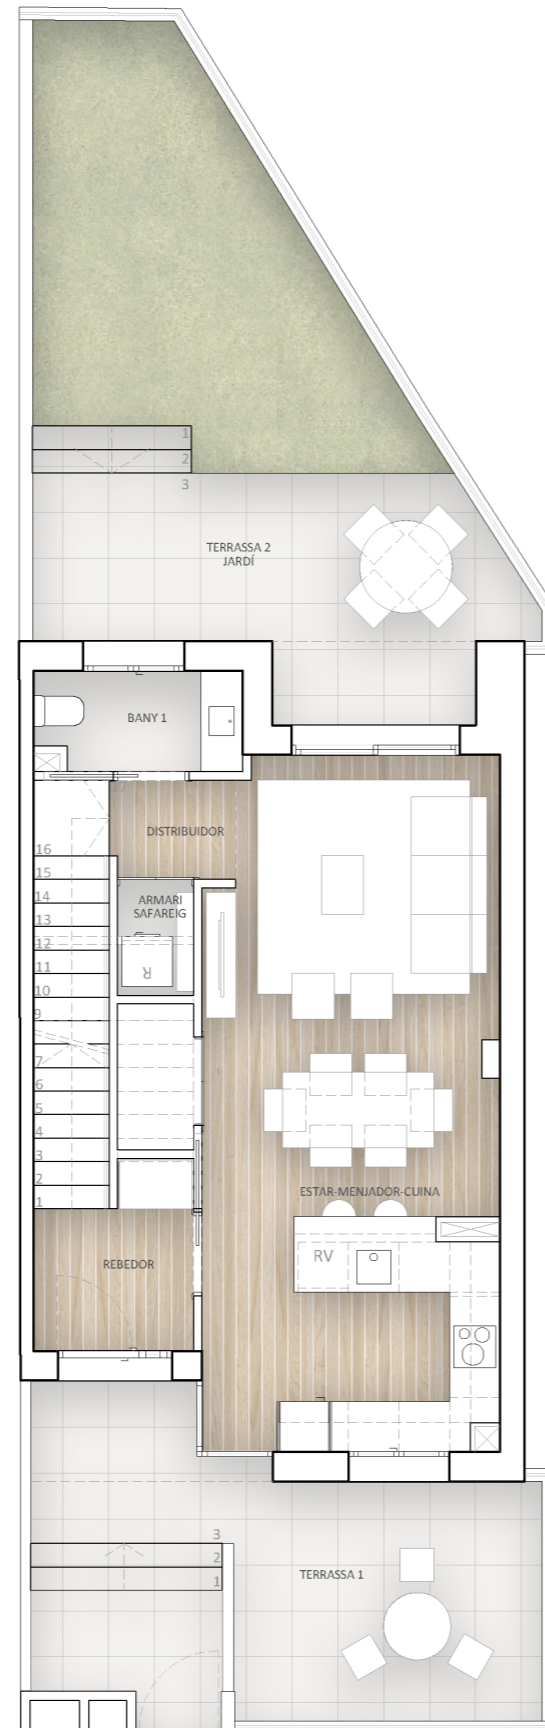 1
2
3
TERRASSA 2
JARDÍ
BANY 1
17
DISTRIBUIDOR
16
15
14
13
12
11
10
9
7
6
5
4
3
2
1
ARMARI
SAFAREIG
R
ESTAR-MENJADOR-CUINA
RV
REBEDOR
3
2
1
TERRASSA 1